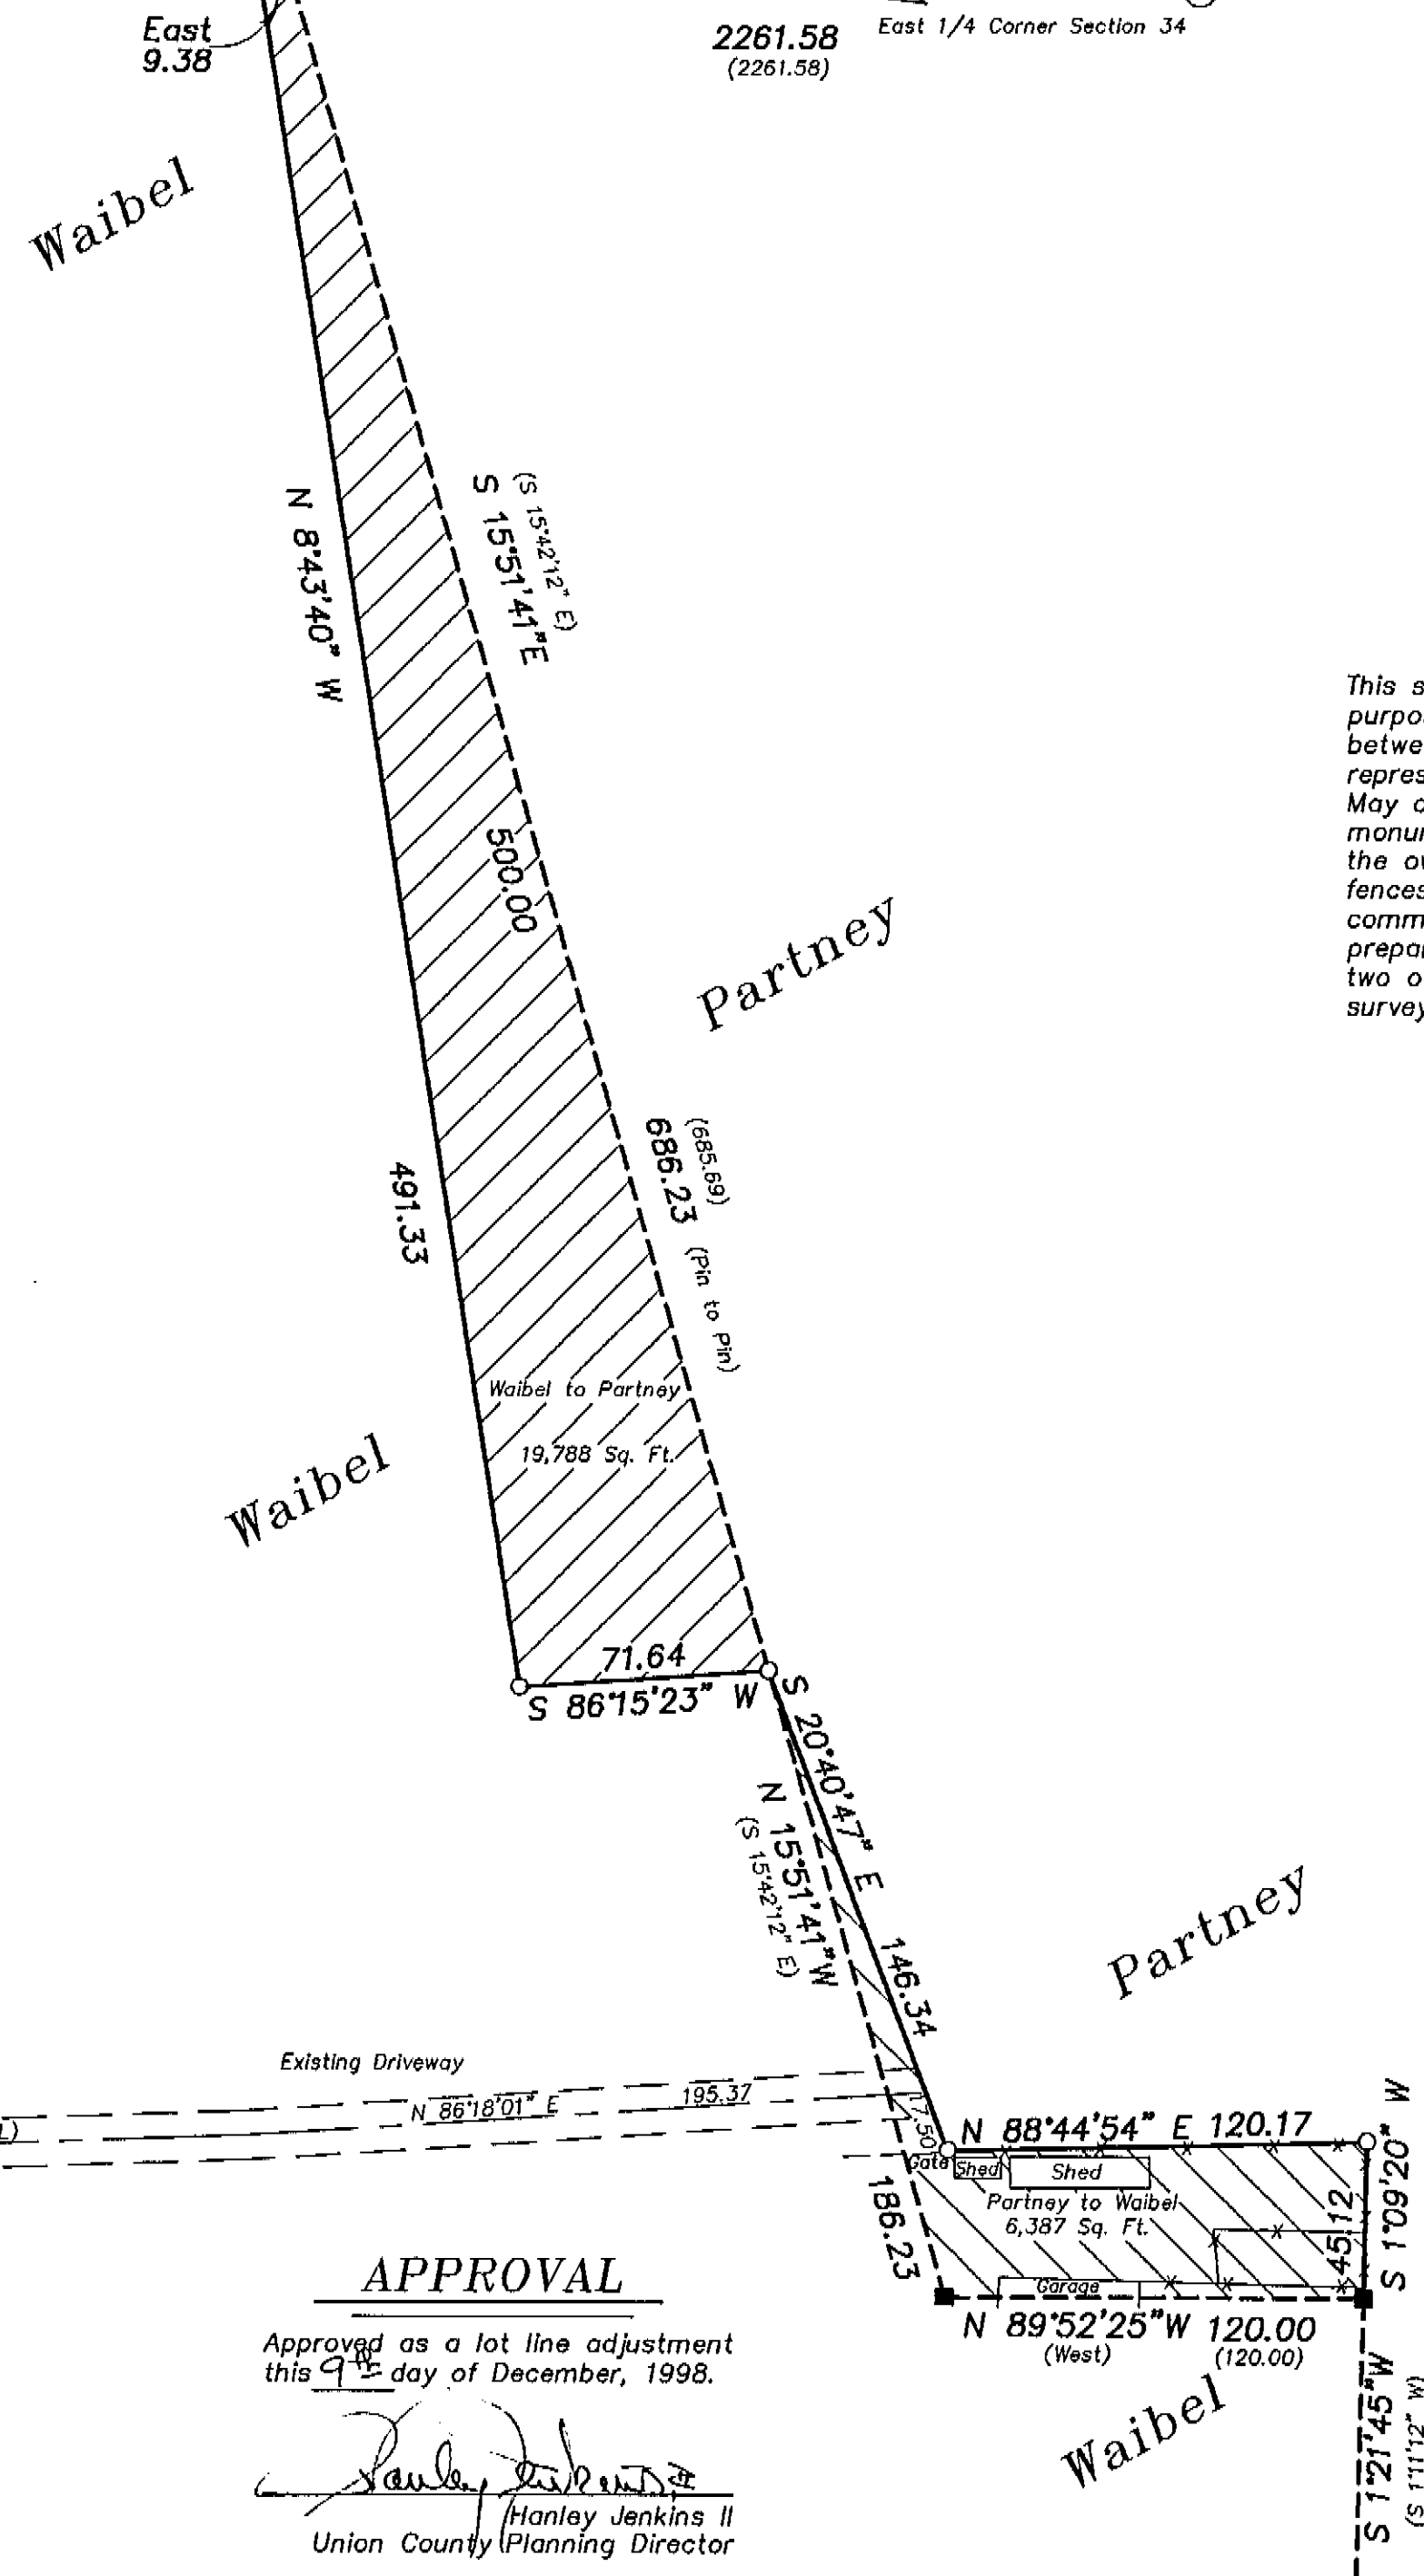 East
9.38
2261.58
(2261.58)
East 1/4 Corner Section 34
Waibel
(S 15°42'12" E)
S 15°51'41"E
N 8°43'40" W
This s
purpo
betwe
repres
May
monu
the
fences
comm
prepa
two o
survey
500.00
Partney
(685.69)
686.23 (Pin to Pin)
491.33
Waibel to Partney
19,788 Sq. Ft.
Waibel
71.64
S 86°15'23" W
S 20°40'47" E 146.34
N 15°51'41"W
(S 15°42'12" E)
186.23
Partney
Existing Driveway
N 86°18'01" E 195.37
17.50
N 88°44'54" E 120.17
Gate
Shed
Shed
Partney to Waibel
6,387 Sq. Ft.
45.12
S 1°09'20" W
Garage
N 89°52'25"W 120.00
(West) (120.00)
S 1°21'45"W
(S 1°11'12" W)
Waibel
APPROVAL
Approved as a lot line adjustment
this 9th day of December, 1998.
Hanley Jenkins II
Hanley Jenkins II
Union County Planning Director